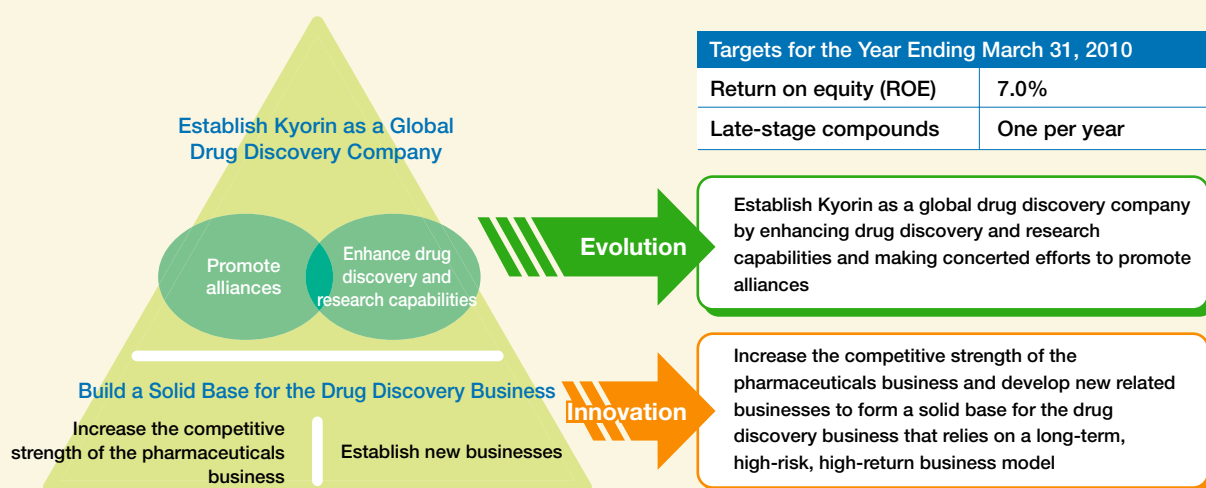 Establish Kyorin as a Global
Drug Discovery Company
Promote
alliances
Enhance drug
discovery and
research capabilities
Build a Solid Base for the Drug Discovery Business
Increase the competitive
strength of the pharmaceuticals
business
Establish new businesses
Targets for the Year Ending March 31, 2010
Return on equity (ROE) 7.0%
Late-stage compounds One per year
Evolution
Establish Kyorin as a global drug discovery company
by enhancing drug discovery and research
capabilities and making concerted efforts to promote
alliances
Innovation
Increase the competitive strength of the
pharmaceuticals business and develop new related
businesses to form a solid base for the drug
discovery business that relies on a long-term,
high-risk, high-return business model